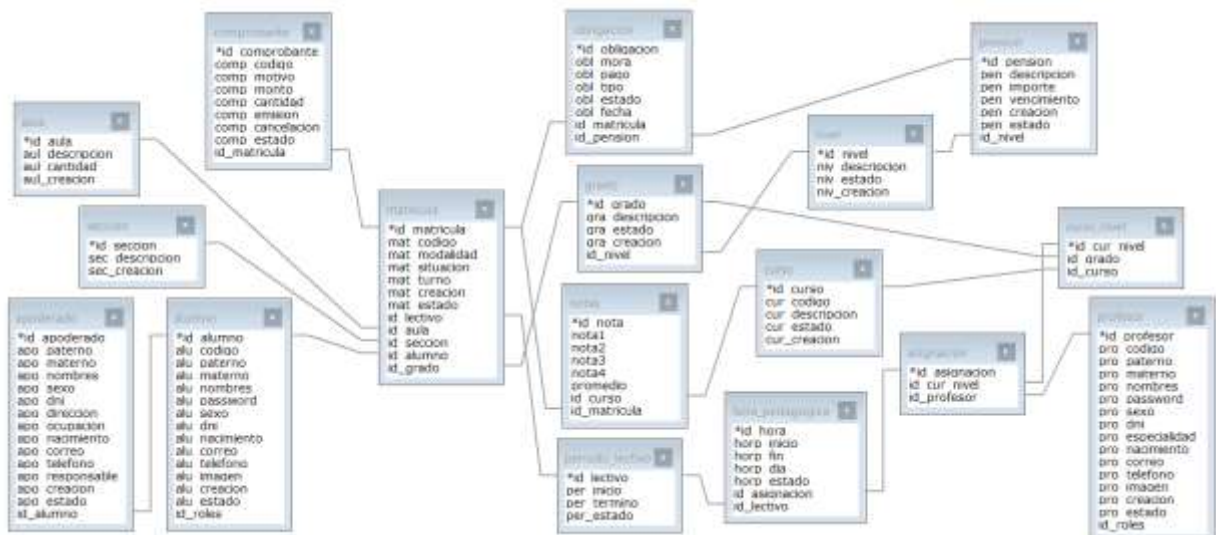 comprobante
*id comprobante
comp codigo
comp motivo
comp monto
comp cantidad
comp emision
comp cancelacion
comp estado
id_matricula
obligacion
*id obligacion
obl mora
obl pago
obl tipo
obl estado
obl fecha
id matricula
id_pension
pension
*id pension
pen descripcion
pen importe
pen vencimiento
pen creacion
pen estado
id_nivel
aula
*id aula
aul descripcion
aul cantidad
aul_creacion
nivel
*id nivel
niv descripcion
niv estado
niv_creacion
grado
*id grado
gra descripcion
gra estado
gra creacion
id_nivel
matricula
*id matricula
mat codigo
mat modalidad
mat situacion
mat turno
mat creacion
mat estado
id lectivo
id aula
id seccion
id alumno
id_grado
seccion
*id seccion
sec descripcion
sec_creacion
curso_nivel
*id cur nivel
id grado
id_curso
curso
*id curso
cur codigo
cur descripcion
cur estado
cur_creacion
notas
*id nota
nota1
nota2
nota3
nota4
promedio
id curso
id_matricula
apoderado
*id apoderado
apo paterno
apo materno
apo nombres
apo sexo
apo dni
apo direccion
apo ocupacion
apo nacimiento
apo correo
apo telefono
apo responsable
apo creacion
apo estado
id_alumno
alumno
*id alumno
alu codigo
alu paterno
alu materno
alu nombres
alu password
alu sexo
alu dni
alu nacimiento
alu correo
alu telefono
alu imagen
alu creacion
alu estado
id_roles
asignacion
*id asignacion
id cur nivel
id_profesor
profesor
*id profesor
pro codigo
pro paterno
pro materno
pro nombres
pro password
pro sexo
pro dni
pro especialidad
pro nacimiento
pro correo
pro telefono
pro imagen
pro creacion
pro estado
id_roles
hora_pedagogica
*id hora
horp inicio
horp fin
horp dia
horp estado
id asignacion
id_lectivo
periodo_lectivo
*id lectivo
per inicio
per termino
per_estado